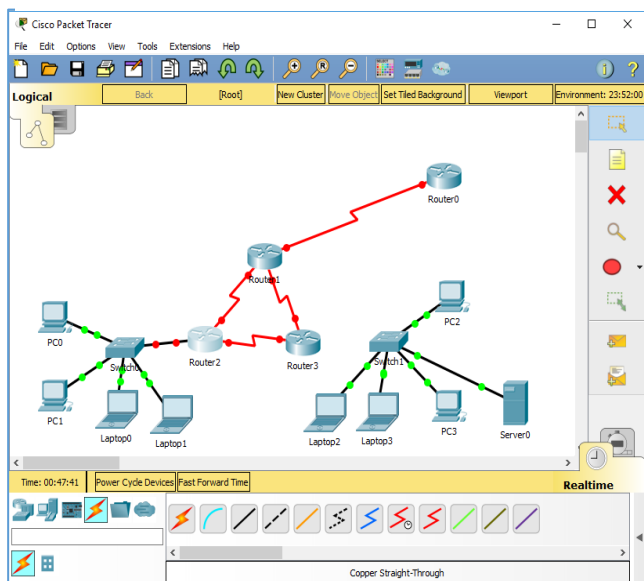 Cisco Packet Tracer
File Edit Options View Tools Extensions Help
Logical Back [Root] New Cluster Move Object Set Tiled Background Viewport Environment: 23:52:00
Router0
Router1
PC2
PC0
Switch0 Router2 Router3 Switch1
PC1 Laptop0 Laptop1 Laptop2 Laptop3 PC3 Server0
Time: 00:47:41 Power Cycle Devices Fast Forward Time Realtime
Copper Straight-Through